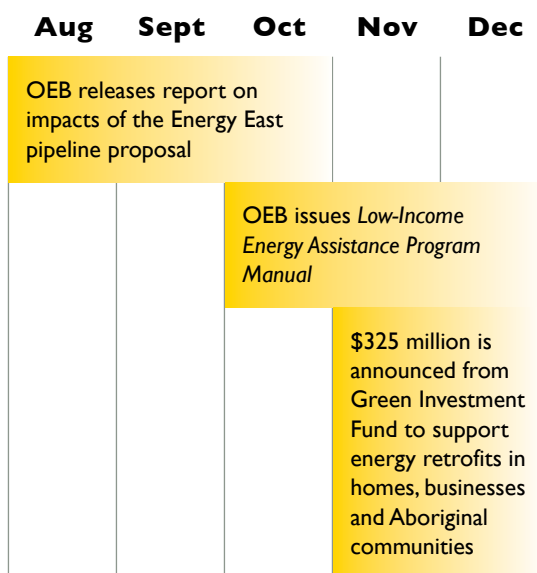 Aug Sept Oct Nov Dec
OEB releases report on
impacts of the Energy East
pipeline proposal
OEB issues Low-Income
Energy Assistance Program
Manual
$325 million is
announced from
Green Investment
Fund to support
energy retrofits in
homes, businesses
and Aboriginal
communities